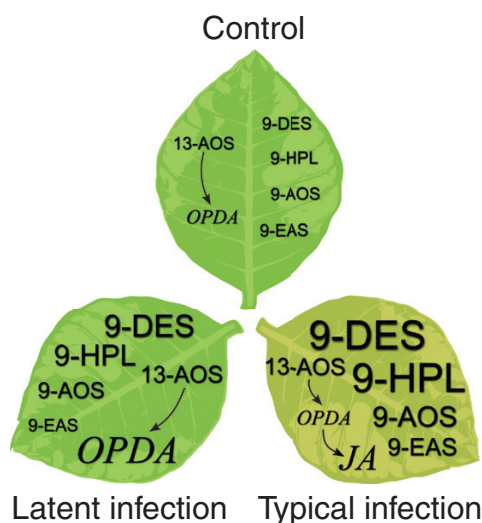 Control
9-DES
13-AOS
9-HPL
9-AOS
OPDA
9-EAS
9-DES
9-HPL
13-AOS
9-AOS
9-EAS
OPDA
9-DES
13-AOS
9-HPL
OPDA
9-AOS
9-EAS
JA
Latent infection
Typical infection